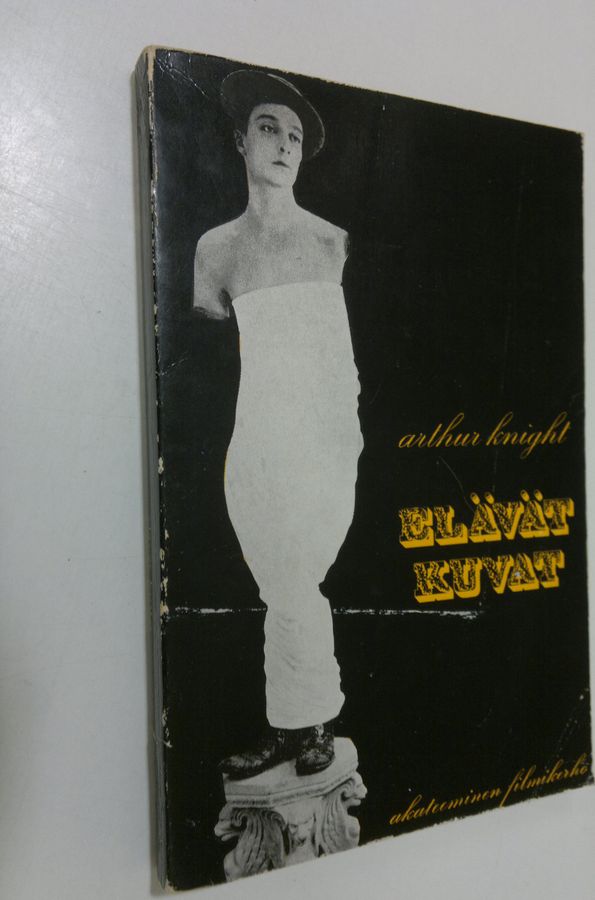 arthur knight
ELÄVÄT
KUVAT
akateeminen filmikerho